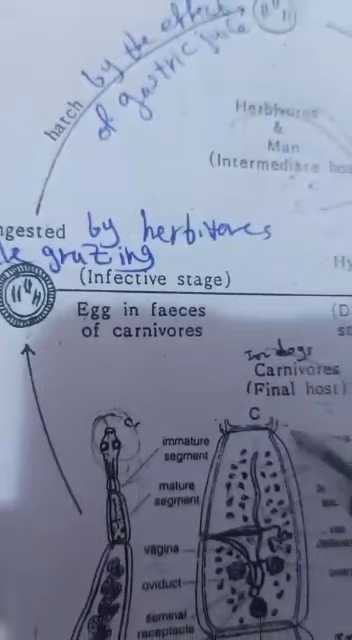 by the effect
of gastric juice
hatch
Herbivores
&
Man
(Intermediate
ngested by herbivores
grazing
(Infective stage)
Hy
Egg in faeces
of carnivores
(D
In dogs
Carnivores
(Final host)
C
immature
segment
mature
segment
vagina
oviduct
seminal
receptacle